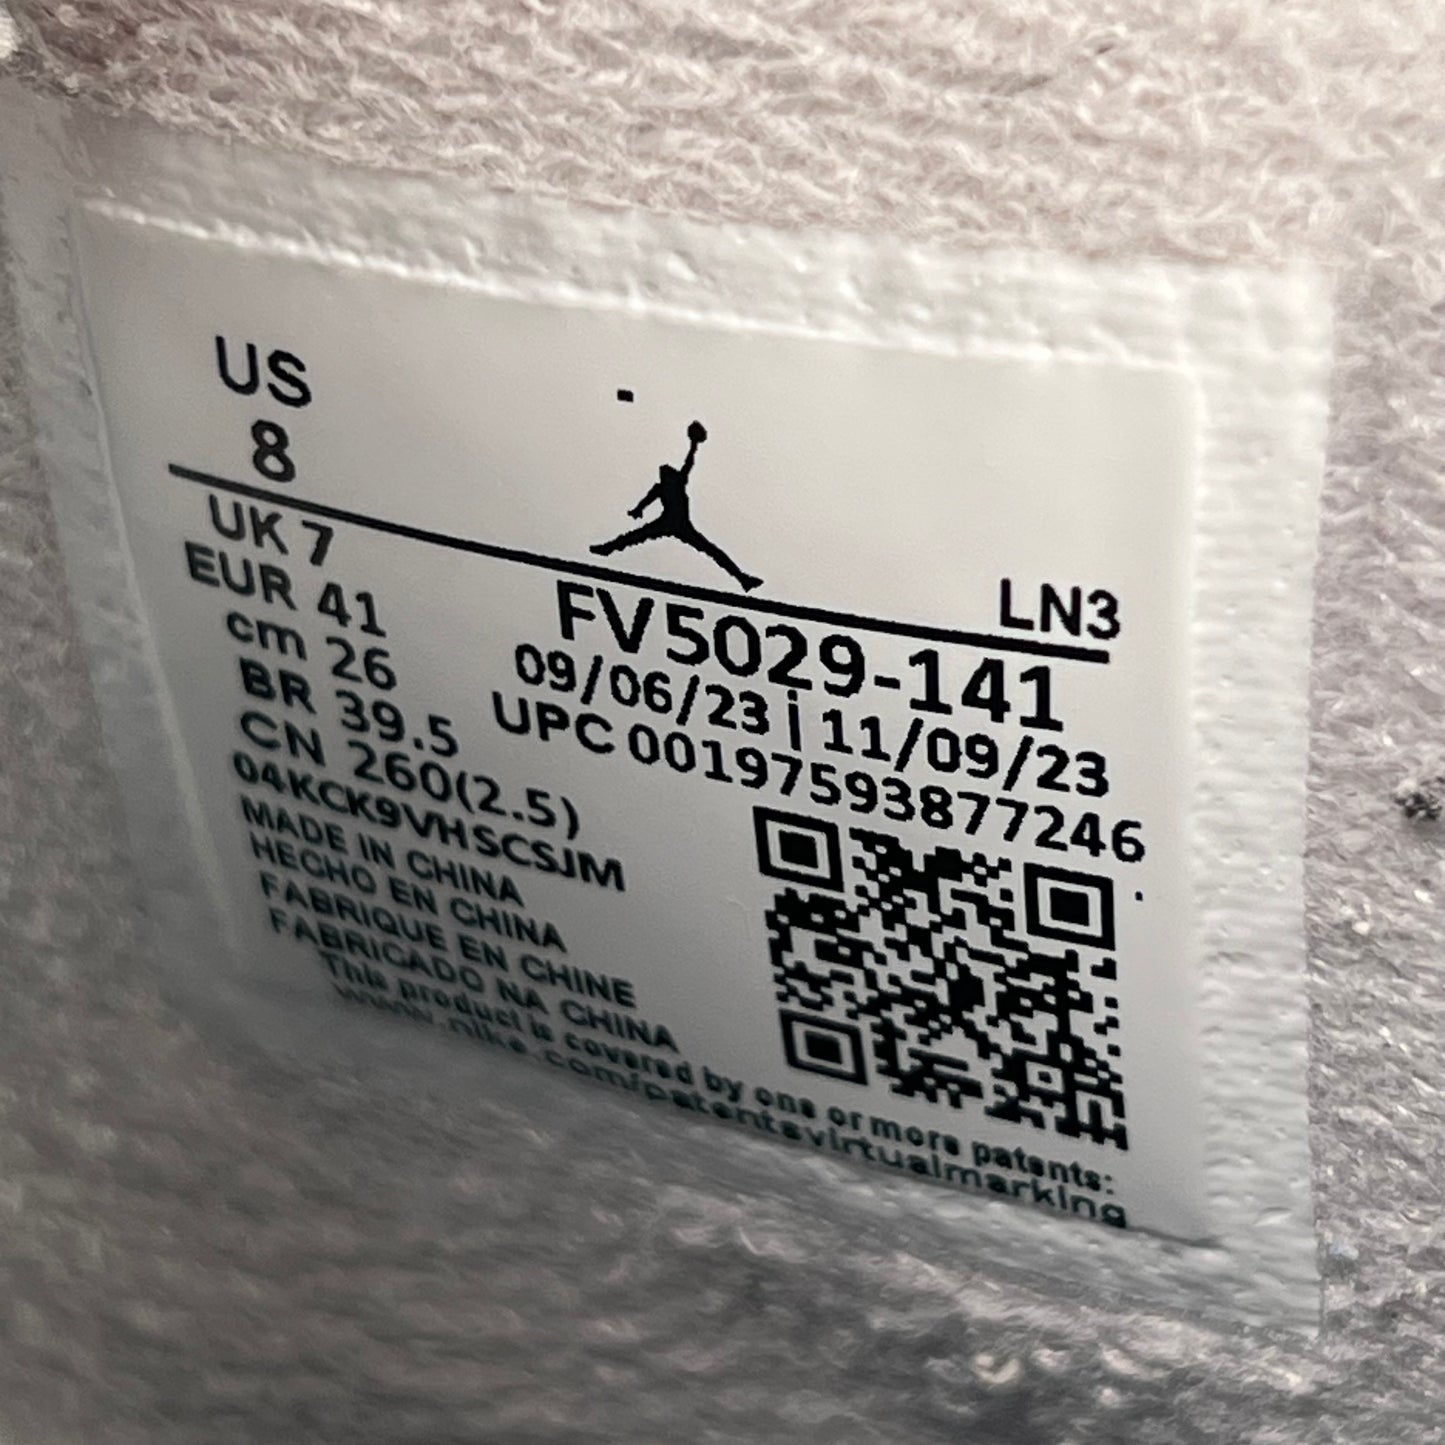 US
8
LN3
UK 7
EUR 41
cm 26
BR 39.5
CN 260(2.5)
04KCK9VHSCSJM
FV5029-141
09/06/23 | 11/09/23
UPC 00197593877246
MADE IN CHINA
HECHO EN CHINA
FABRIQUE EN CHINE
FABRICADO NA CHINA
This product is covered by one or more patents:
www.nike.com/patentsvirtualmarking